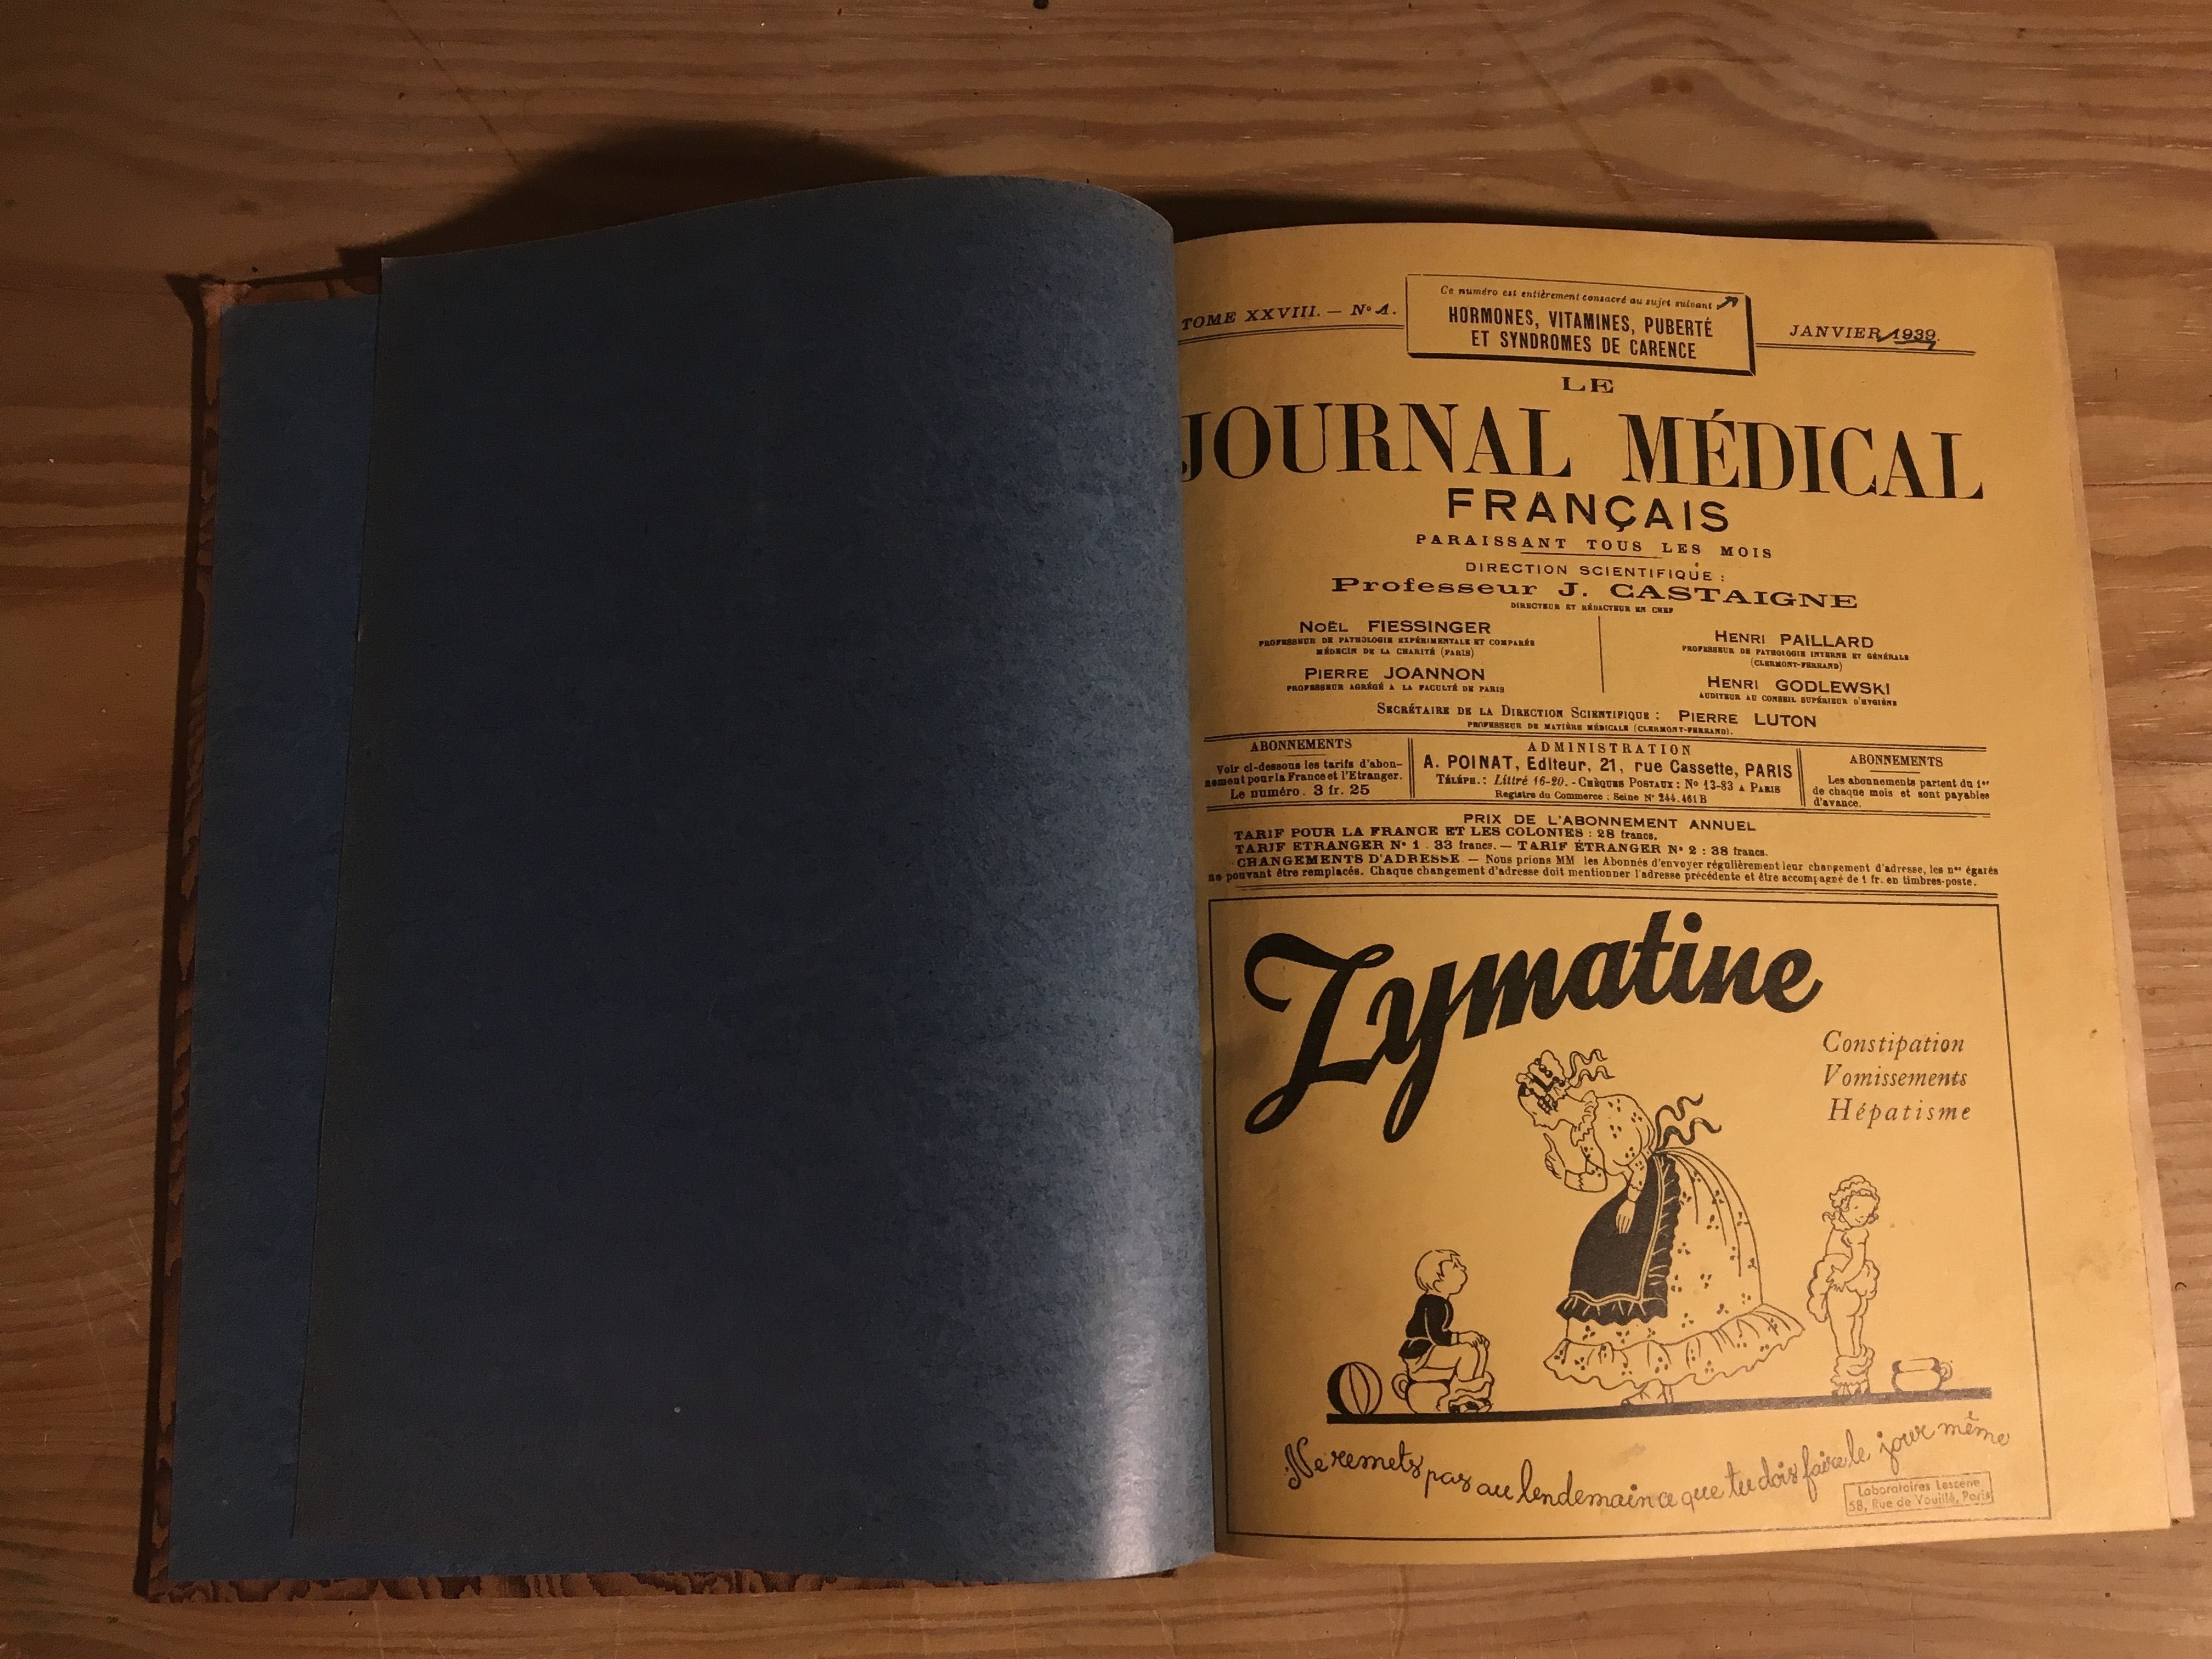 TOME XXVIII. — No 1.
Ce numéro est entièrement consacré au sujet suivant
HORMONES, VITAMINES, PUBERTÉ
ET SYNDROMES DE CARENCE
JANVIER 1939.
LE
JOURNAL MÉDICAL
FRANÇAIS
PARAISSANT TOUS LES MOIS
DIRECTION SCIENTIFIQUE :
Professeur J. CASTAIGNE
DIRECTEUR ET RÉDACTEUR EN CHEF
NOËL FIESSINGER
PROFESSEUR DE PATHOLOGIE EXPÉRIMENTALE ET COMPARÉE
MÉDECIN DE LA CHARITÉ (PARIS)
PIERRE JOANNON
PROFESSEUR AGRÉGÉ A LA FACULTÉ DE PARIS
HENRI PAILLARD
PROFESSEUR DE PATHOLOGIE INTERNE ET GÉNÉRALE
(CLERMONT-FERRAND)
HENRI GODLEWSKI
AUDITEUR AU CONSEIL SUPÉRIEUR D'HYGIÈNE
SECRÉTAIRE DE LA DIRECTION SCIENTIFIQUE : PIERRE LUTON
PROFESSEUR DE MATIÈRE MÉDICALE (CLERMONT-FERRAND).
ABONNEMENTS
Voir ci-dessous les tarifs d'abon-
nement pour la France et l'Etranger.
Le numéro. 3 fr. 25
ADMINISTRATION
A. POINAT, Editeur, 21, rue Cassette, PARIS
TÉLÉPH.: Littré 16-20. - CHÈQUES POSTAUX : No 13-83 A PARIS
Registre du Commerce : Seine No 244.461 B
ABONNEMENTS
Les abonnements partent du 1er
de chaque mois et sont payables
d'avance.
PRIX DE L'ABONNEMENT ANNUEL
TARIF POUR LA FRANCE ET LES COLONIES : 28 francs.
TARIF ETRANGER No 1 . 33 francs. — TARIF ÉTRANGER No 2 : 38 francs.
CHANGEMENTS D'ADRESSE — Nous prions MM les Abonnés d'envoyer régulièrement leur changement d'adresse, les nos égarés
ne pouvant être remplacés. Chaque changement d'adresse doit mentionner l'adresse précédente et être accompagné de 1 fr. en timbres-poste.
Zymatine
Constipation
Vomissements
Hépatisme
Ne remets pas au lendemain ce que tu dois faire le jour même
Laboratoires Lescène
58, Rue de Vouillé, Paris